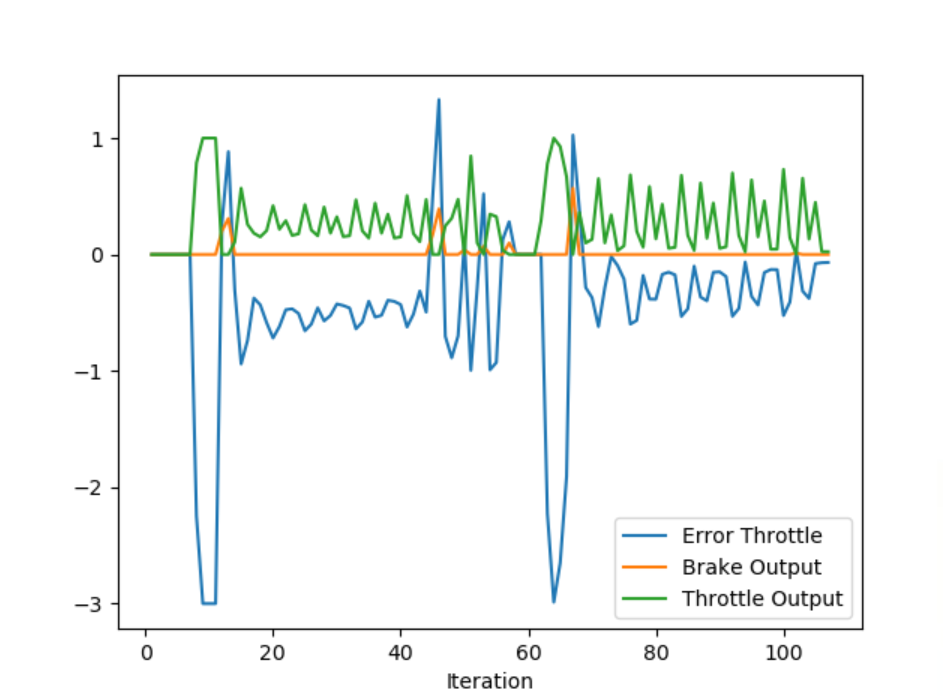 1
0
−1
−2
−3
Error Throttle
Brake Output
Throttle Output
0 20 40 60 80 100
Iteration